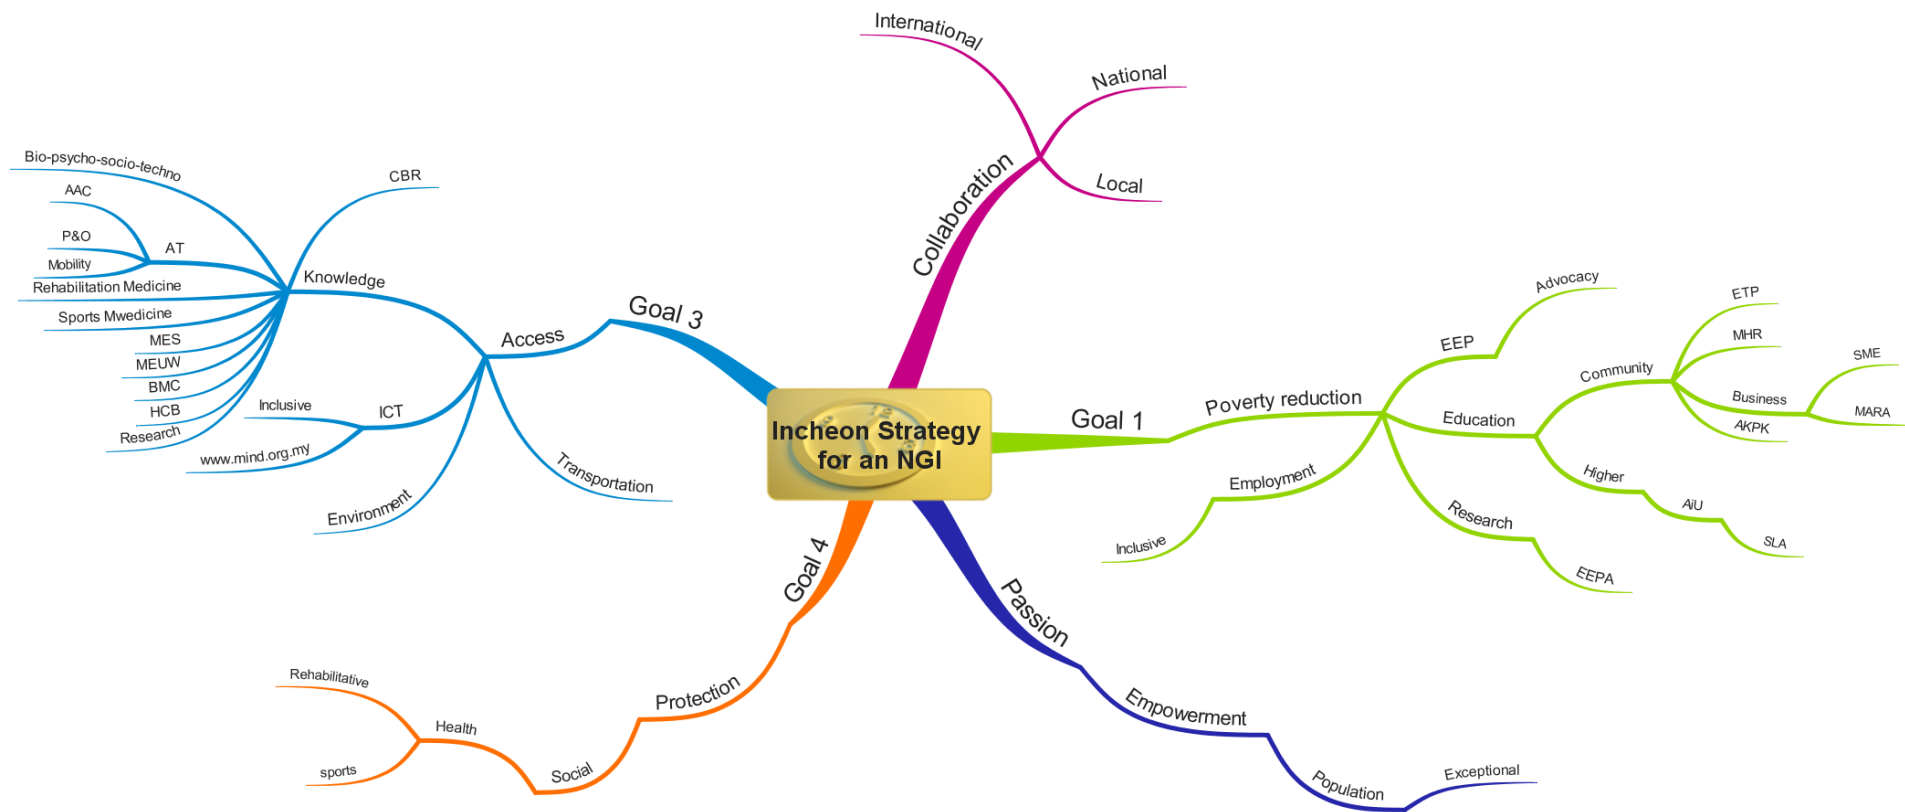 Incheon Strategy
for an NGI
Collaboration
International
National
Local
Goal 1
Poverty reduction
EEP
Advocacy
Education
Community
ETP
MHR
Business
SME
MARA
AKPK
Higher
AiU
SLA
Research
EEPA
Employment
Inclusive
Passion
Empowerment
Population
Exceptional
Goal 4
Protection
Social
Health
Rehabilitative
sports
Goal 3
Access
Knowledge
CBR
Bio-psycho-socio-techno
AT
AAC
P&O
Mobility
Rehabilitation Medicine
Sports Mwedicine
MES
MEUW
BMC
HCB
Research
ICT
Inclusive
www.mind.org.my
Environment
Transportation